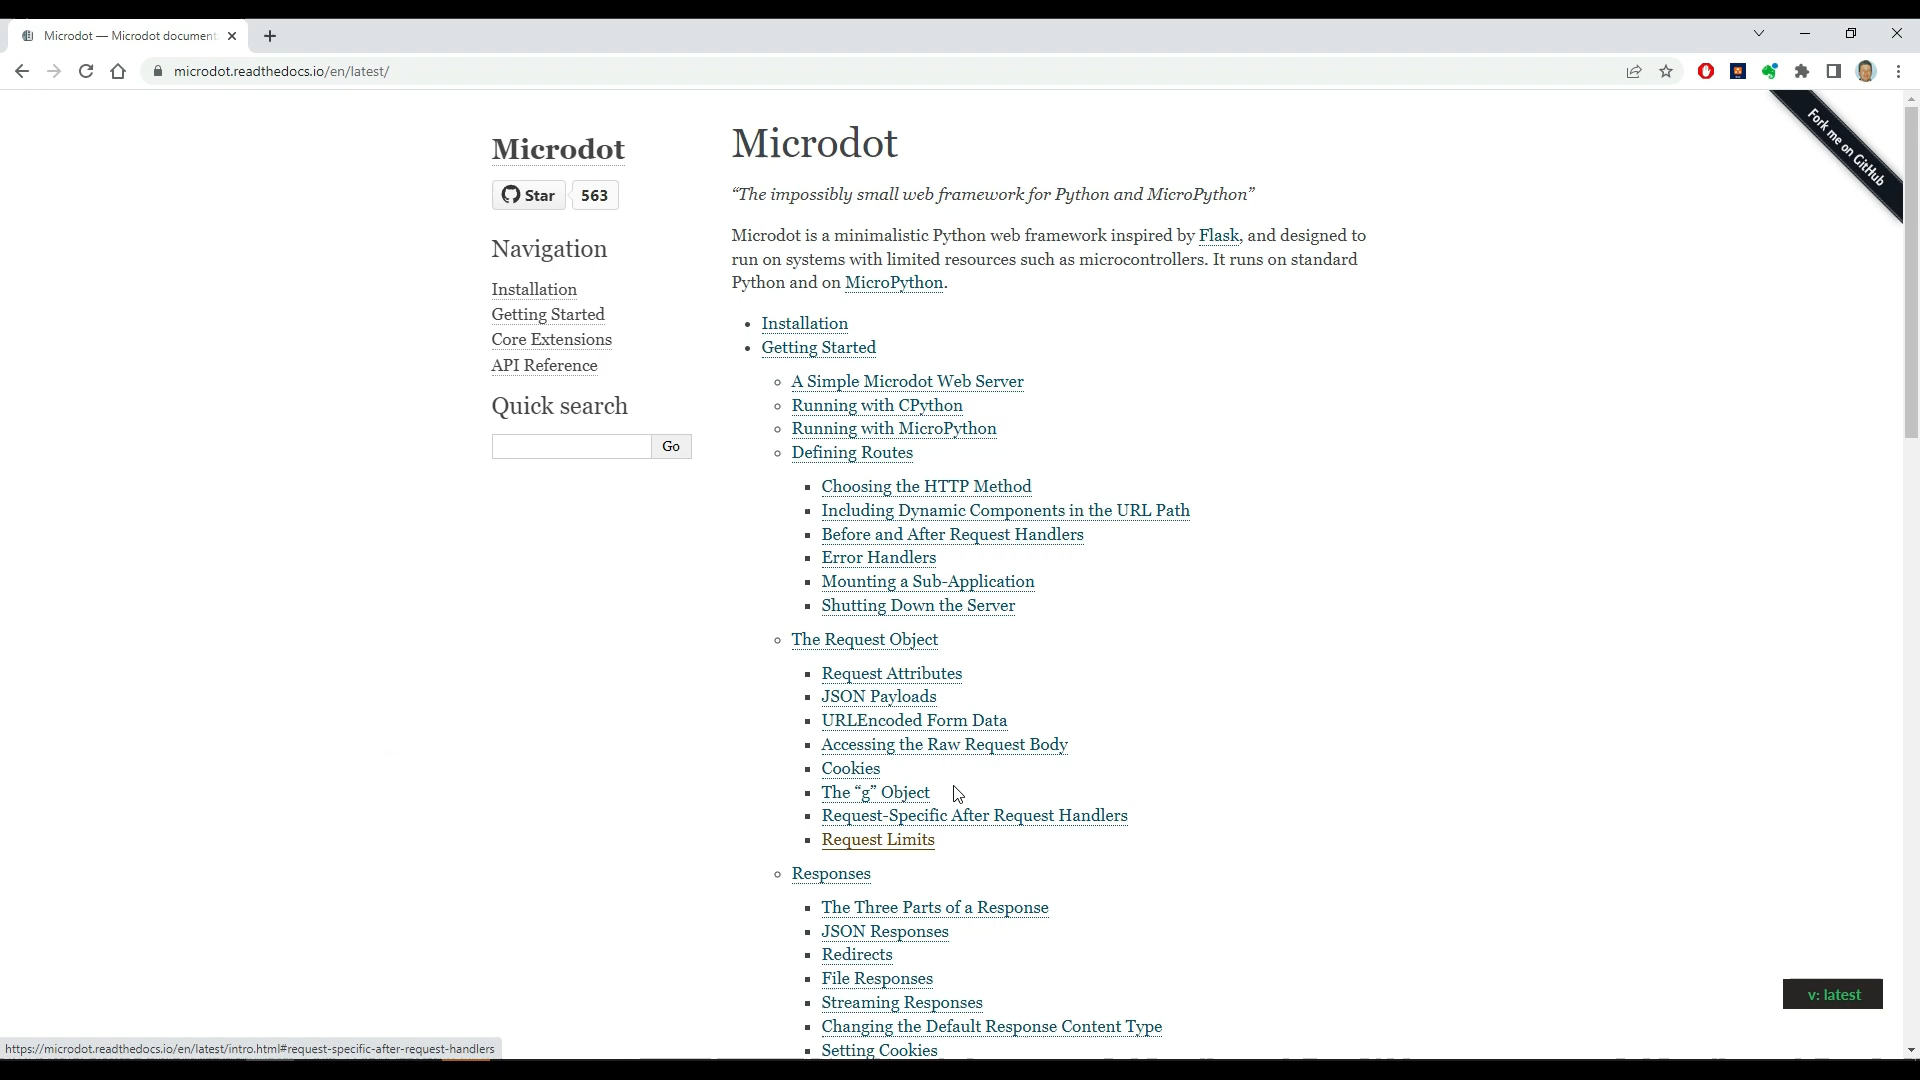 Microdot — Microdot document
microdot.readthedocs.io/en/latest/
Fork me on GitHub
Microdot
Star 563
Navigation
Installation
Getting Started
Core Extensions
API Reference
Quick search
Go
Microdot
“The impossibly small web framework for Python and MicroPython”
Microdot is a minimalistic Python web framework inspired by Flask, and designed to
run on systems with limited resources such as microcontrollers. It runs on standard
Python and on MicroPython.
Installation
Getting Started
A Simple Microdot Web Server
Running with CPython
Running with MicroPython
Defining Routes
Choosing the HTTP Method
Including Dynamic Components in the URL Path
Before and After Request Handlers
Error Handlers
Mounting a Sub-Application
Shutting Down the Server
The Request Object
Request Attributes
JSON Payloads
URLEncoded Form Data
Accessing the Raw Request Body
Cookies
The “g” Object
Request-Specific After Request Handlers
Request Limits
Responses
The Three Parts of a Response
JSON Responses
Redirects
File Responses
Streaming Responses
Changing the Default Response Content Type
Setting Cookies
v: latest
https://microdot.readthedocs.io/en/latest/intro.html#request-specific-after-request-handlers